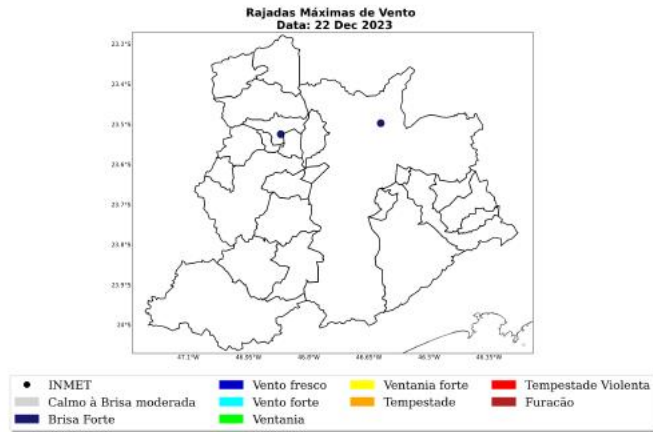 Rajadas Máximas de Vento
Data: 22 Dec 2023
23.3°S
23.4°S
23.5°S
23.6°S
23.7°S
23.8°S
23.9°S
24°S
47.1°W
46.95°W
46.8°W
46.65°W
46.5°W
46.35°W
INMET
Calmo à Brisa moderada
Brisa Forte
Vento fresco
Vento forte
Ventania
Ventania forte
Tempestade
Tempestade Violenta
Furacão